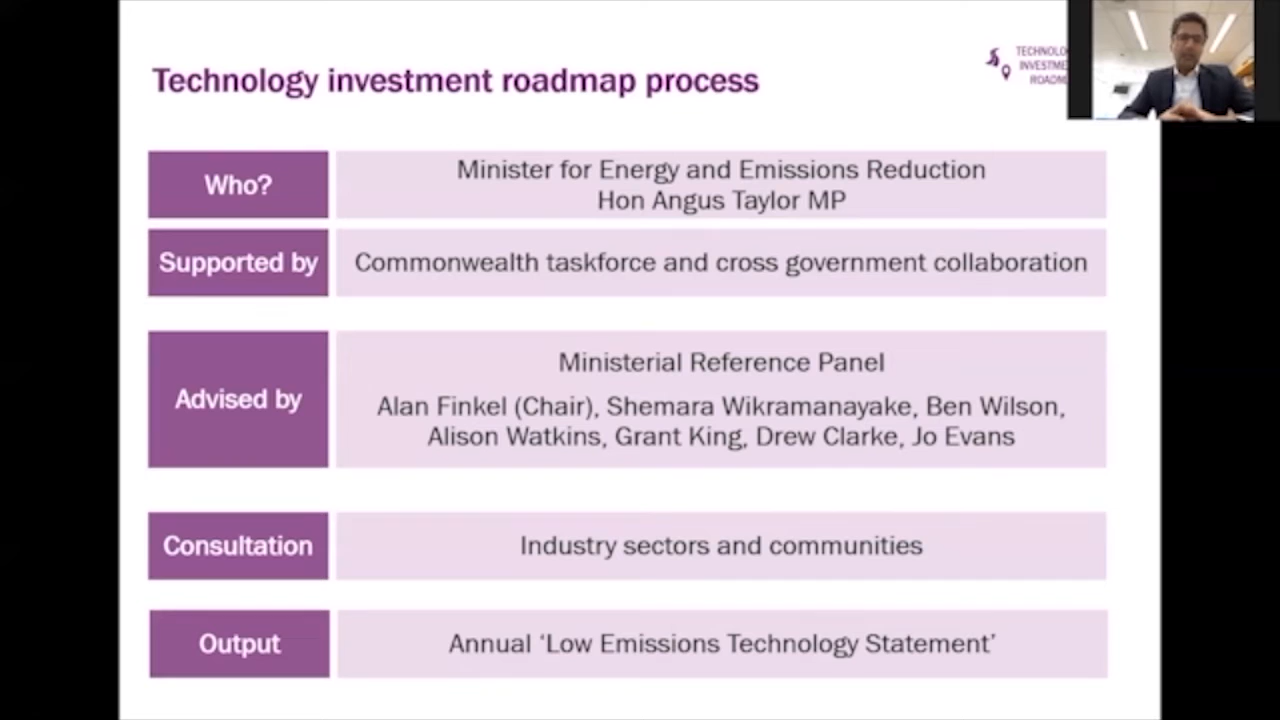 Technology investment roadmap process
Who?
Minister for Energy and Emissions Reduction
Hon Angus Taylor MP
Supported by
Commonwealth taskforce and cross government collaboration
Advised by
Ministerial Reference Panel
Alan Finkel (Chair), Shemara Wikramanayake, Ben Wilson,
Alison Watkins, Grant King, Drew Clarke, Jo Evans
Consultation
Industry sectors and communities
Output
Annual ‘Low Emissions Technology Statement’